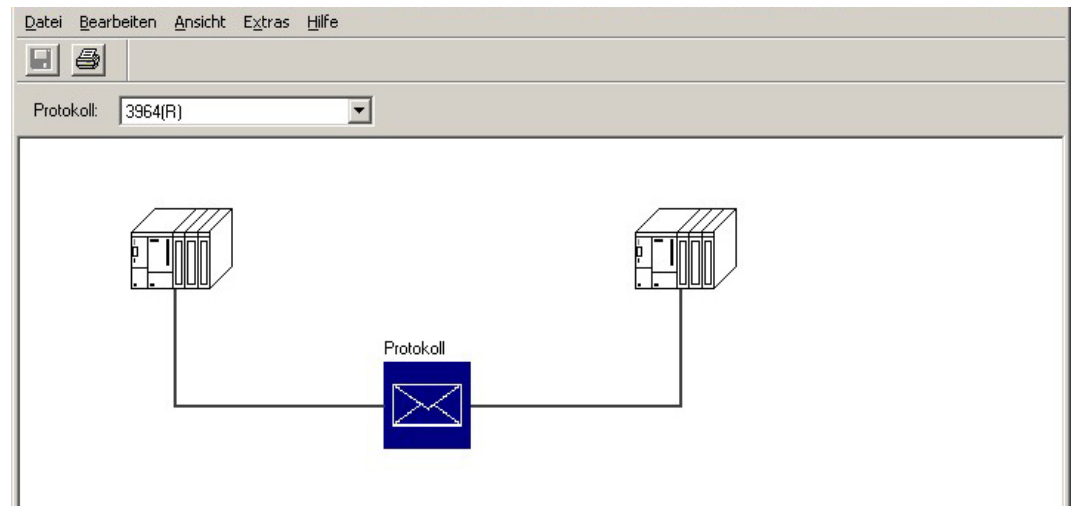 Datei Bearbeiten Ansicht Extras Hilfe
Protokoll: 3964(R)
Protokoll